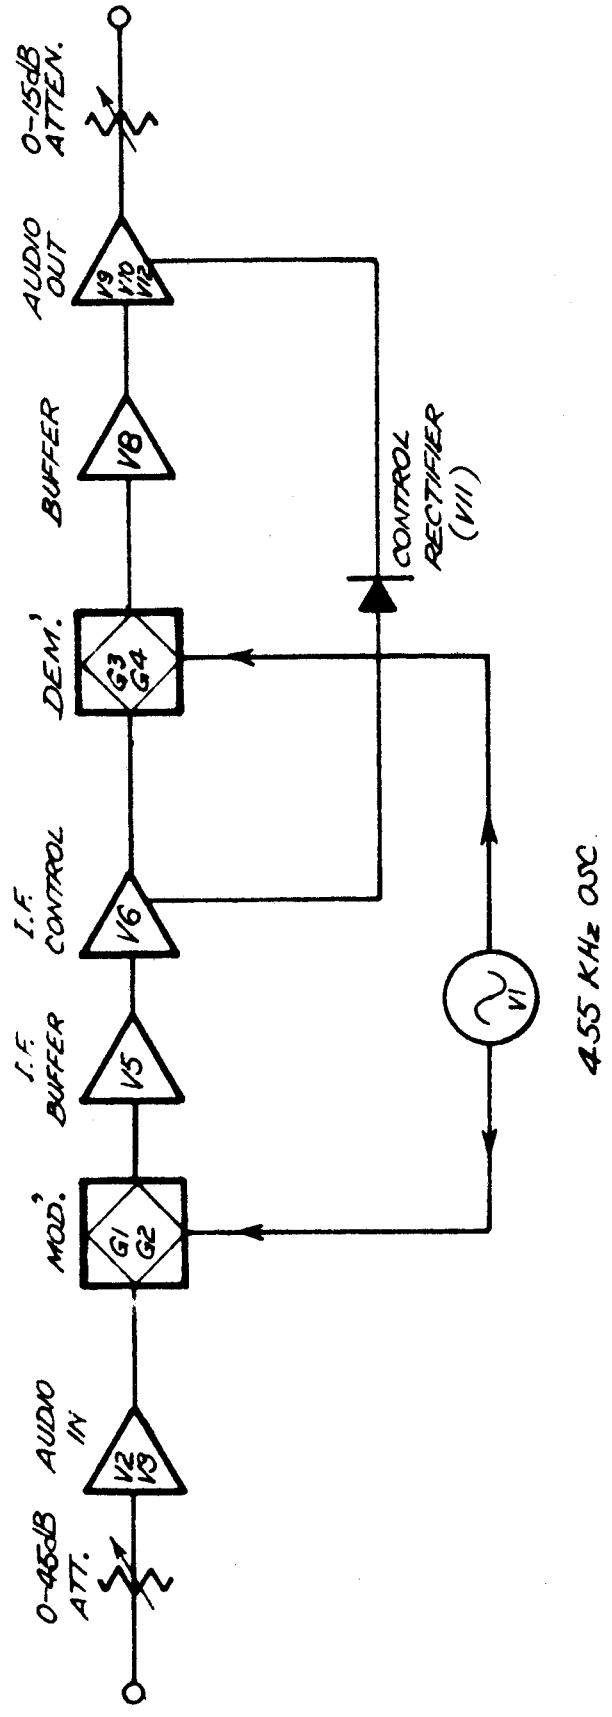 0-45dB
ATT.
AUDIO
IN
V2
V3
MOD'.
G1
G2
I.F.
BUFFER
V5
I.F.
CONTROL
V6
DEM'.
G3
G4
BUFFER
V8
AUDIO
OUT
V9
V10
V12
0-15dB
ATTEN.
CONTROL
RECTIFIER
(V11)
V1
455 KHz OSC.